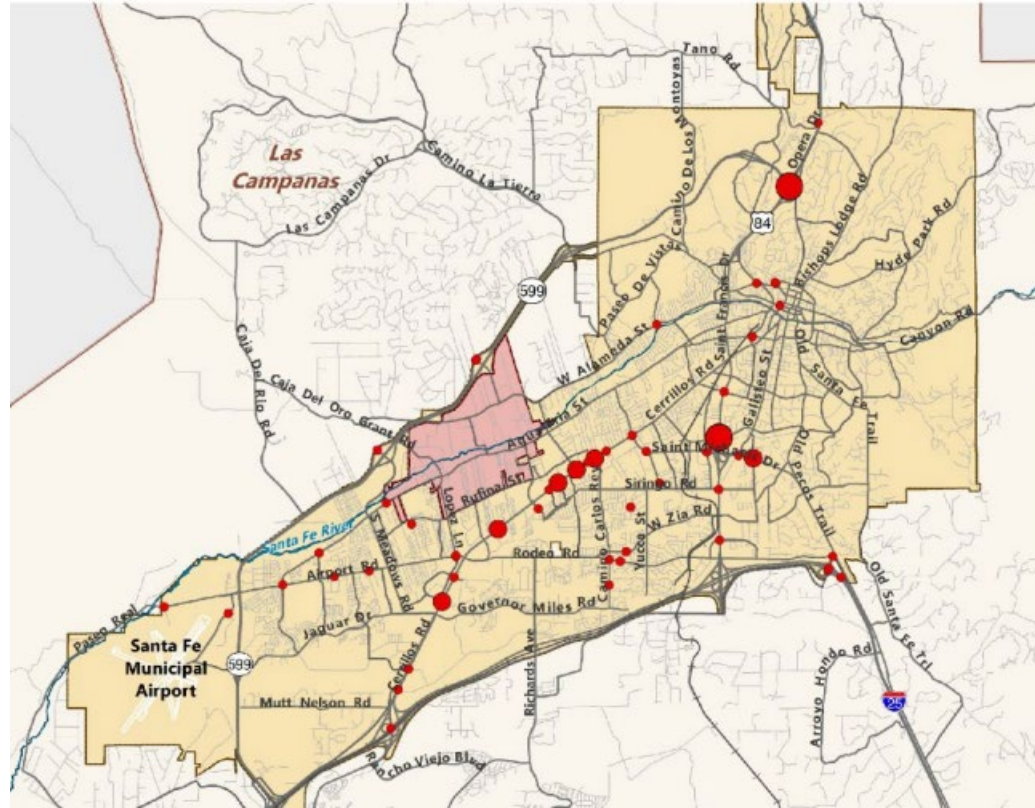 Tano Rd
Camino De Los Montoyas
Opera Dr
Las
Campanas
Camino La Tierra
Las Campanas Dr
84
Bishops Lodge Rd
Hyde Park Rd
599
Paseo De Vistas
Saint Francis Dr
Canyon Rd
W Alameda St
Caja Del Rio Rd
Caja Del Oro Grant Rd
Cerrillos Rd
Galisteo St
Old Santa Fe Trail
Agua Fria St
Saint Michaels Dr
Old Pecos Trail
Rufina St
Lopez Ln
Siringo Rd
Camino Carlos Rey
Yucca St
W Zia Rd
Santa Fe River
S Meadows Rd
Rodeo Rd
Airport Rd
Governor Miles Rd
Paseo Real
Jaguar Dr
Old Santa Fe Trl
Santa Fe
Municipal
Airport
599
Cerrillos Rd
Richards Ave
Arroyo Hondo Rd
Mutt Nelson Rd
25
Rancho Viejo Blvd